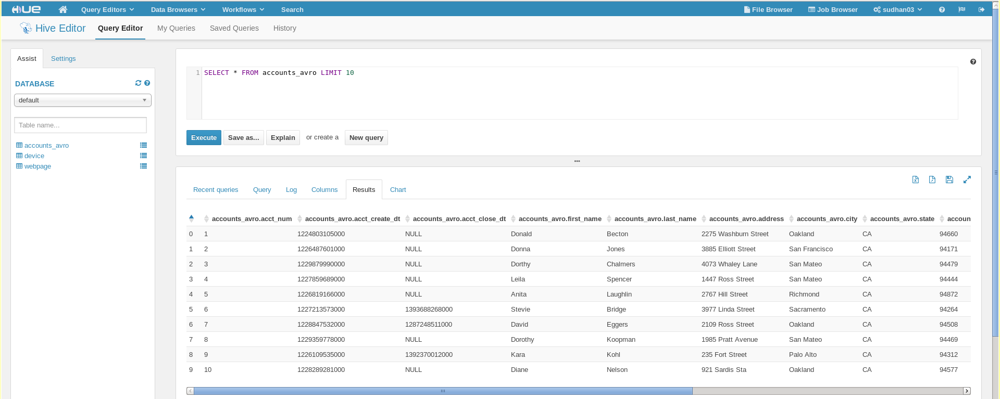 HUE Query Editors Data Browsers Workflows Search File Browser Job Browser sudhan03
Hive Editor Query Editor My Queries Saved Queries History
Assist Settings
DATABASE
default
Table name...
accounts_avro
device
webpage
1 SELECT * FROM accounts_avro LIMIT 10
Execute Save as... Explain or create a New query
Recent queries Query Log Columns Results Chart
accounts_avro.acct_num accounts_avro.acct_create_dt accounts_avro.acct_close_dt accounts_avro.first_name accounts_avro.last_name accounts_avro.address accounts_avro.city accounts_avro.state accoun
0 1 1224803105000 NULL Donald Becton 2275 Washburn Street Oakland CA 94660
1 2 1226487601000 NULL Donna Jones 3885 Elliott Street San Francisco CA 94171
2 3 1229879990000 NULL Dorthy Chalmers 4073 Whaley Lane San Mateo CA 94479
3 4 1227859689000 NULL Leila Spencer 1447 Ross Street San Mateo CA 94444
4 5 1226819166000 NULL Anita Laughlin 2767 Hill Street Richmond CA 94872
5 6 1227213573000 1393688268000 Stevie Bridge 3977 Linda Street Sacramento CA 94264
6 7 1228847532000 1287248511000 David Eggers 2109 Ross Street Oakland CA 94508
7 8 1229359778000 NULL Dorothy Koopman 1985 Pratt Avenue San Mateo CA 94469
8 9 1226109535000 1392370012000 Kara Kohl 235 Fort Street Palo Alto CA 94312
9 10 1228289281000 NULL Diane Nelson 921 Sardis Sta Oakland CA 94577